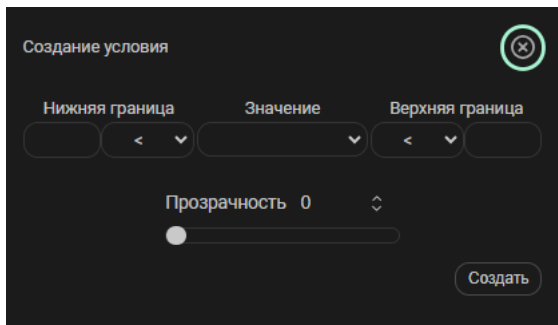 Создание условия
Нижняя граница Значение Верхняя граница
< <
Прозрачность 0
Создать